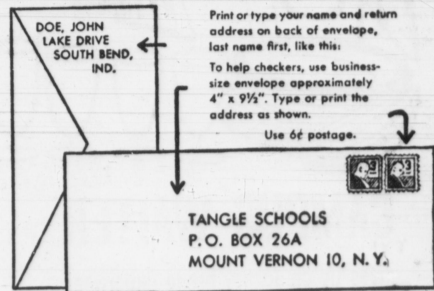 DOE, JOHN
LAKE DRIVE
SOUTH BEND,
IND.
Print or type your name and return
address on back of envelope,
last name first, like this:
To help checkers, use business-
size envelope approximately
4" x 9½". Type or print the
address as shown.
Use 6¢ postage.
3
3
TANGLE SCHOOLS
P. O. BOX 26A
MOUNT VERNON 10, N. Y.